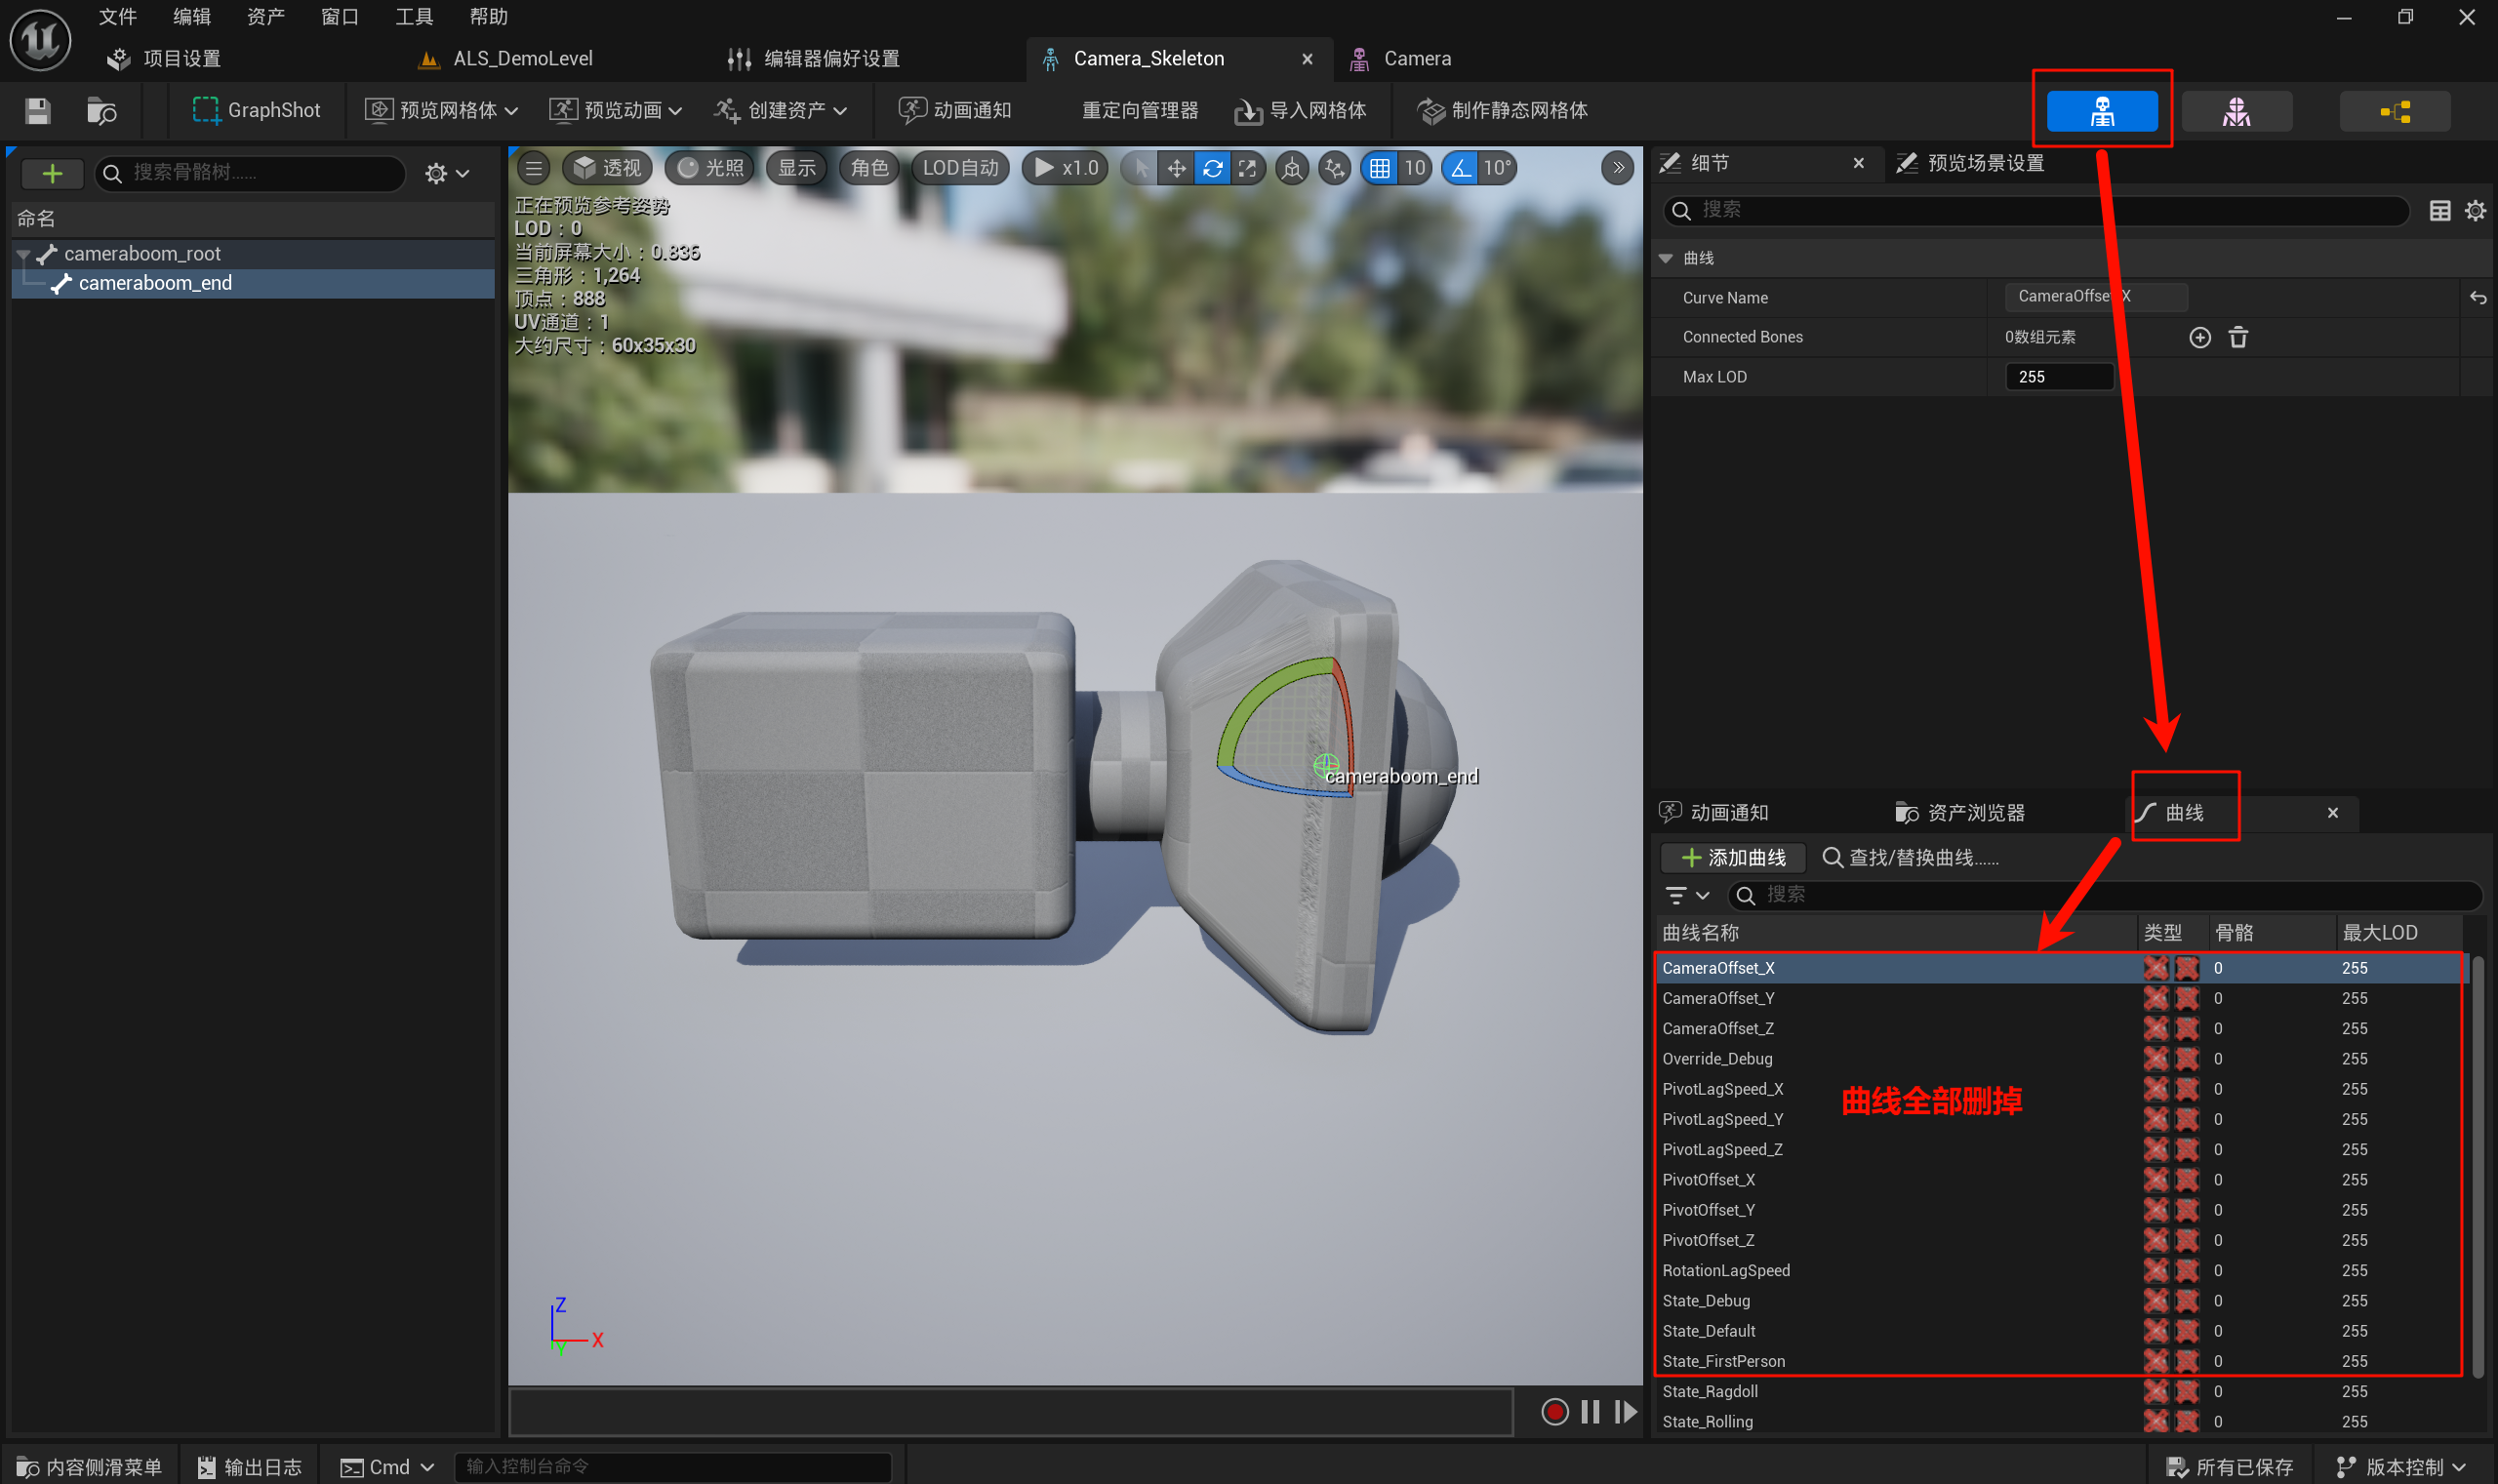 文件 编辑 资产 窗口 工具 帮助
项目设置 ALS_DemoLevel 编辑器偏好设置 Camera_Skeleton Camera
GraphShot 预览网格体 预览动画 创建资产 动画通知 重定向管理器 导入网格体 制作静态网格体
搜索骨骼树......
命名
cameraboom_root
cameraboom_end
透视 光照 显示 角色 LOD自动 x1.0 10 10°
正在预览参考姿势
LOD：0
当前屏幕大小：0.836
三角形：1,264
顶点：888
UV通道：1
大约尺寸：60x35x30
cameraboom_end
Z
X
Y
细节 预览场景设置
搜索
曲线
Curve Name CameraOffset_X
Connected Bones 0数组元素
Max LOD 255
动画通知 资产浏览器 曲线
添加曲线 查找/替换曲线......
搜索
曲线名称 类型 骨骼 最大LOD
CameraOffset_X 0 255
CameraOffset_Y 0 255
CameraOffset_Z 0 255
Override_Debug 0 255
PivotLagSpeed_X 0 255
曲线全部删掉
PivotLagSpeed_Y 0 255
PivotLagSpeed_Z 0 255
PivotOffset_X 0 255
PivotOffset_Y 0 255
PivotOffset_Z 0 255
RotationLagSpeed 0 255
State_Debug 0 255
State_Default 0 255
State_FirstPerson 0 255
State_Ragdoll 0 255
State_Rolling 0 255
内容侧滑菜单 输出日志 Cmd 输入控制台命令 所有已保存 版本控制